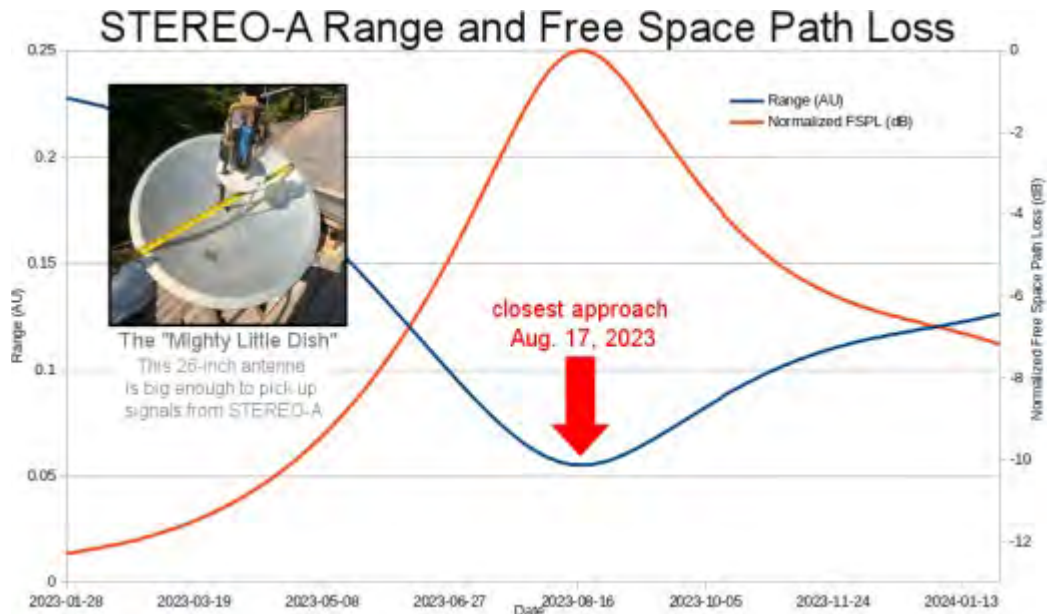 STEREO-A Range and Free Space Path Loss
Range (AU)
Normalized FSPL (dB)
closest approach
Aug. 17, 2023
The "Mighty Little Dish"
This 26-inch antenne
is big enough to pick up
signals from STEREO-A
Range (AU)
0.25
0.2
0.15
0.1
0.05
0
Normalized Free Space Path Loss (dB)
0
-2
-4
-6
-8
-10
-12
2023-01-28
2023-03-19
2023-05-08
2023-06-27
2023-08-16
2023-10-05
2023-11-24
2024-01-13
Date